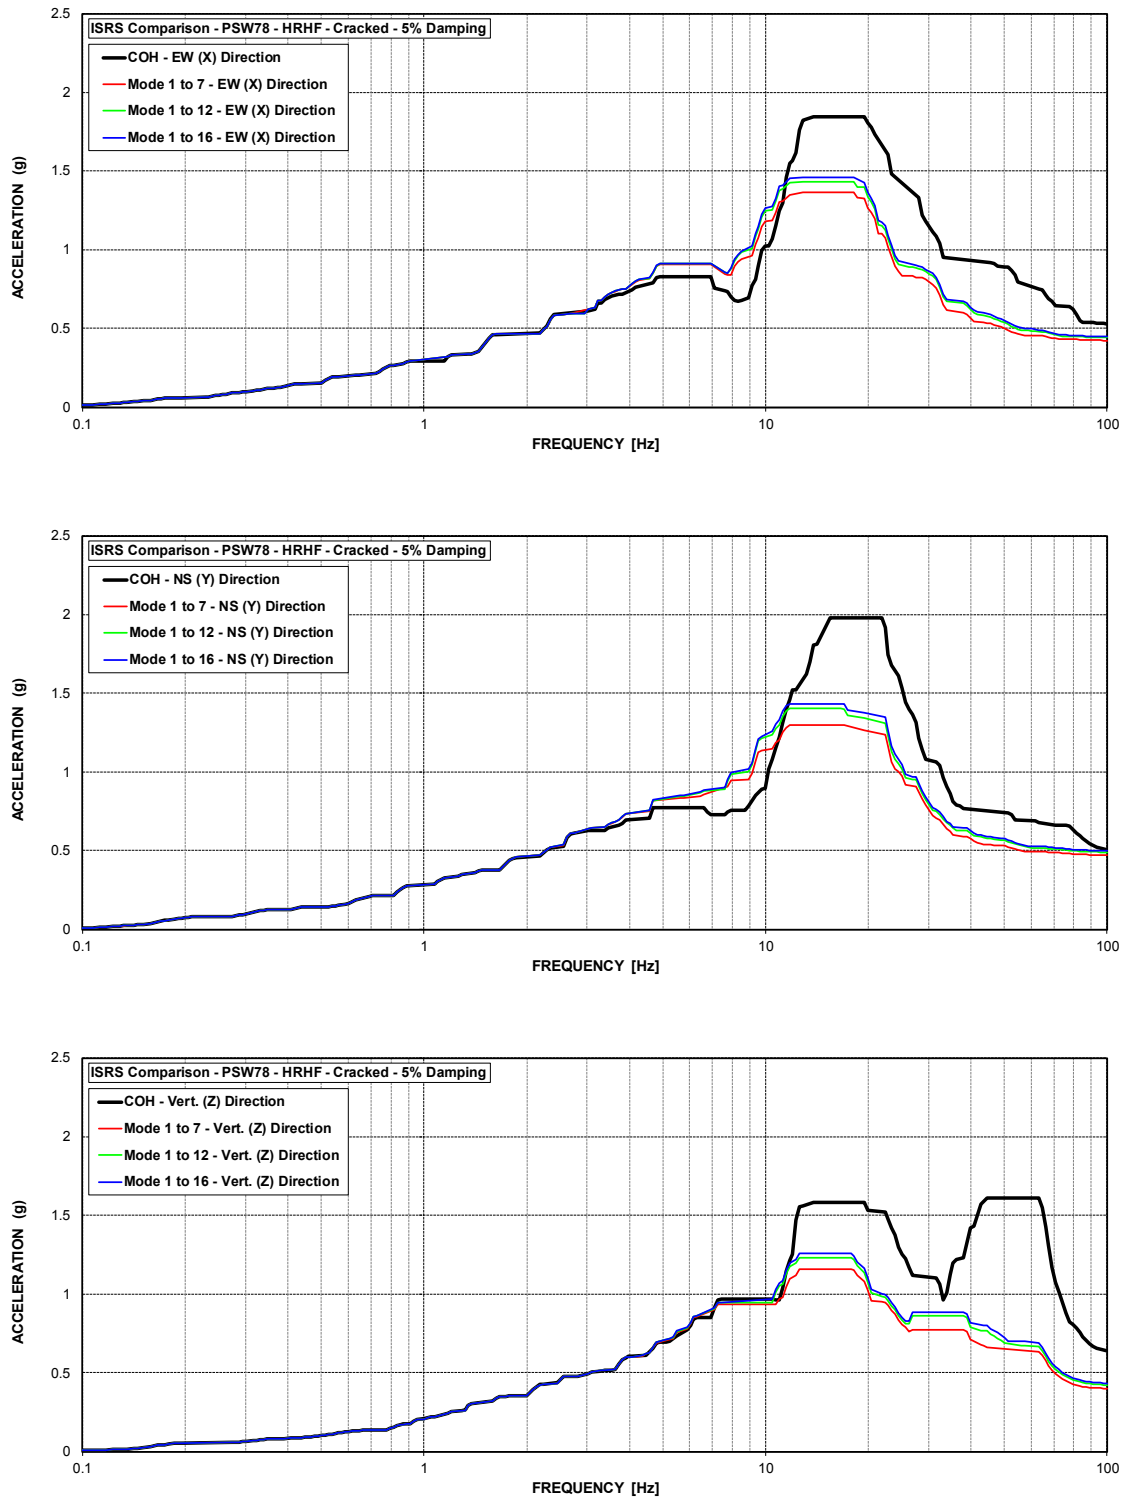 ISRS Comparison - PSW78 - HRHF - Cracked - 5% Damping
COH - EW (X) Direction
Mode 1 to 7 - EW (X) Direction
Mode 1 to 12 - EW (X) Direction
Mode 1 to 16 - EW (X) Direction
ACCELERATION (g)
2.5
2
1.5
1
0.5
0
0.1
1
10
100
FREQUENCY [Hz]
ISRS Comparison - PSW78 - HRHF - Cracked - 5% Damping
COH - NS (Y) Direction
Mode 1 to 7 - NS (Y) Direction
Mode 1 to 12 - NS (Y) Direction
Mode 1 to 16 - NS (Y) Direction
ACCELERATION (g)
2.5
2
1.5
1
0.5
0
0.1
1
10
100
FREQUENCY [Hz]
ISRS Comparison - PSW78 - HRHF - Cracked - 5% Damping
COH - Vert. (Z) Direction
Mode 1 to 7 - Vert. (Z) Direction
Mode 1 to 12 - Vert. (Z) Direction
Mode 1 to 16 - Vert. (Z) Direction
ACCELERATION (g)
2.5
2
1.5
1
0.5
0
0.1
1
10
100
FREQUENCY [Hz]